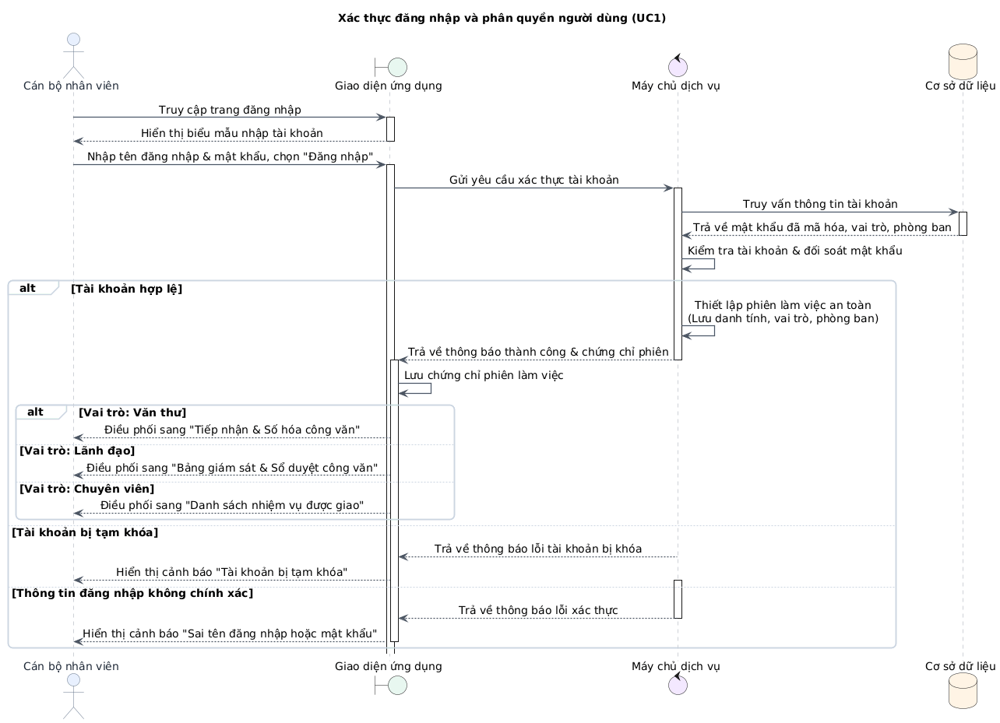 Xác thực đăng nhập và phân quyền người dùng (UC1)
Cán bộ nhân viên
Giao diện ứng dụng
Máy chủ dịch vụ
Cơ sở dữ liệu
Truy cập trang đăng nhập
Hiển thị biểu mẫu nhập tài khoản
Nhập tên đăng nhập & mật khẩu, chọn "Đăng nhập"
Gửi yêu cầu xác thực tài khoản
Truy vấn thông tin tài khoản
Trả về mật khẩu đã mã hóa, vai trò, phòng ban
Kiểm tra tài khoản & đối soát mật khẩu
alt
[Tài khoản hợp lệ]
Thiết lập phiên làm việc an toàn
(Lưu danh tính, vai trò, phòng ban)
Trả về thông báo thành công & chứng chỉ phiên
Lưu chứng chỉ phiên làm việc
alt
[Vai trò: Văn thư]
Điều phối sang "Tiếp nhận & Số hóa công văn"
[Vai trò: Lãnh đạo]
Điều phối sang "Bảng giám sát & Sổ duyệt công văn"
[Vai trò: Chuyên viên]
Điều phối sang "Danh sách nhiệm vụ được giao"
[Tài khoản bị tạm khóa]
Trả về thông báo lỗi tài khoản bị khóa
Hiển thị cảnh báo "Tài khoản bị tạm khóa"
[Thông tin đăng nhập không chính xác]
Trả về thông báo lỗi xác thực
Hiển thị cảnh báo "Sai tên đăng nhập hoặc mật khẩu"
Cán bộ nhân viên
Giao diện ứng dụng
Máy chủ dịch vụ
Cơ sở dữ liệu